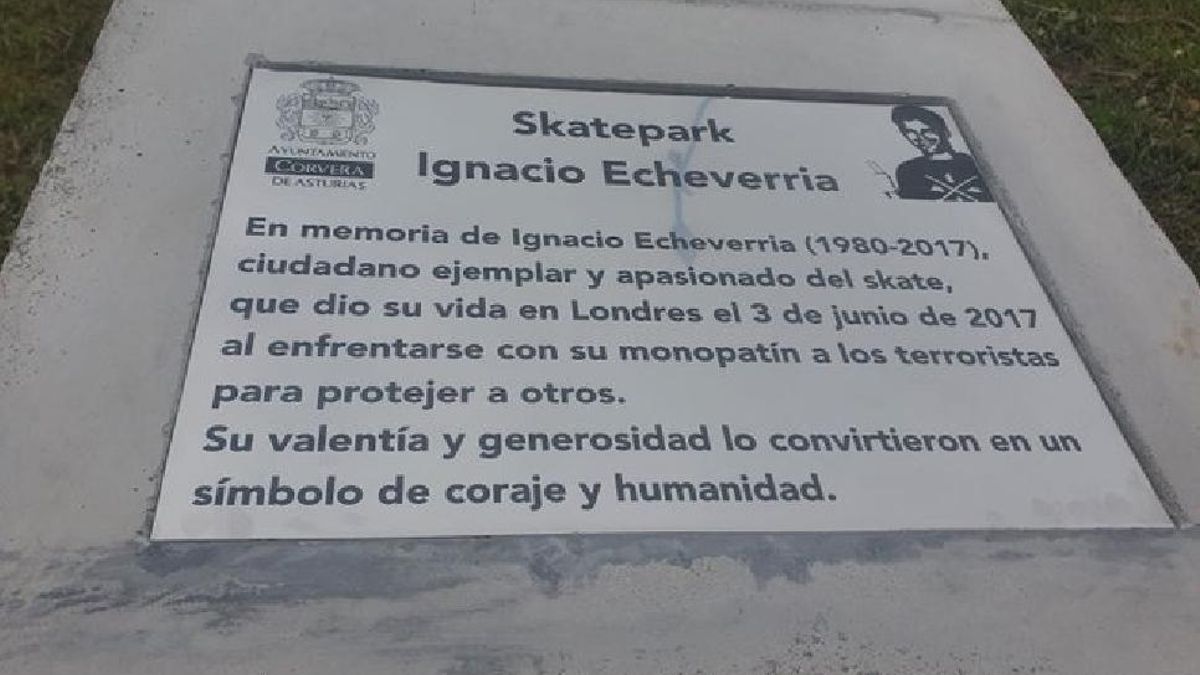 AYUNTAMIENTO
CORVERA
DE ASTURIAS
Skatepark
Ignacio Echeverria
En memoria de Ignacio Echeverria (1980-2017),
ciudadano ejemplar y apasionado del skate,
que dio su vida en Londres el 3 de junio de 2017
al enfrentarse con su monopatín a los terroristas
para protejer a otros.
Su valentía y generosidad lo convirtieron en un
símbolo de coraje y humanidad.